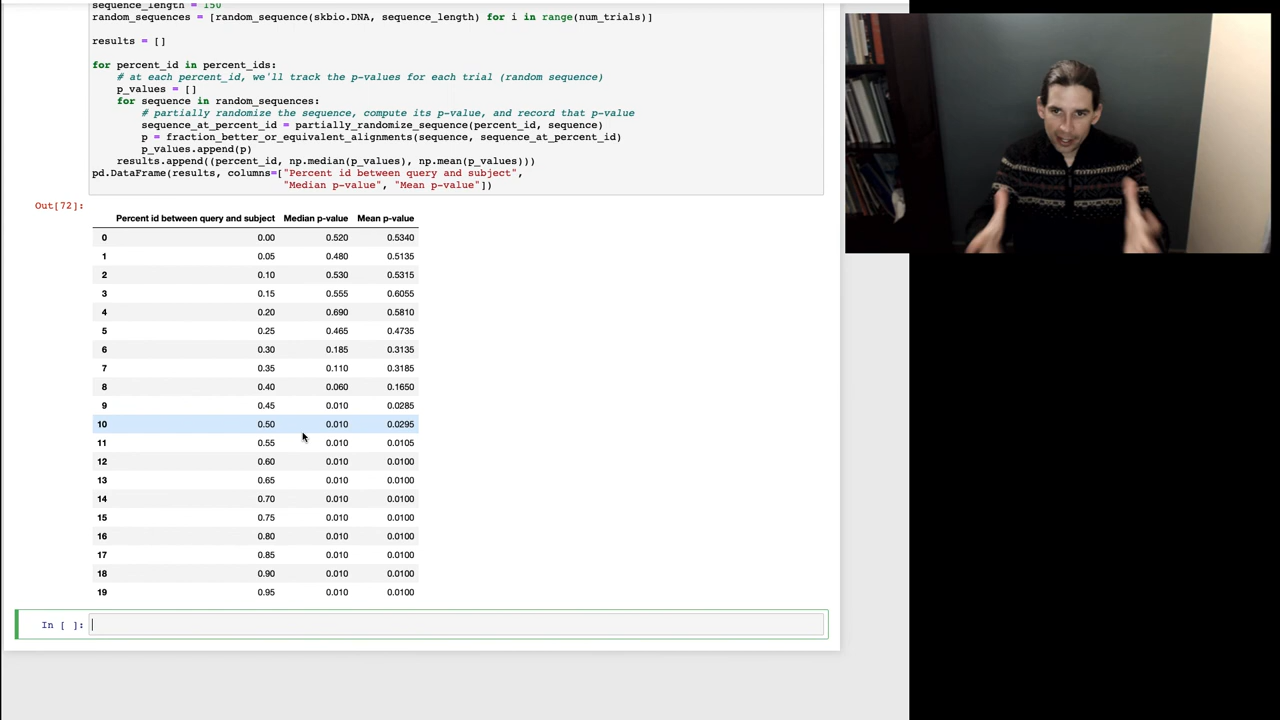 sequence_length = 150
random_sequences = [random_sequence(skbio.DNA, sequence_length) for i in range(num_trials)]
results = []
for percent_id in percent_ids:
# at each percent_id, we'll track the p-values for each trial (random sequence)
p_values = []
for sequence in random_sequences:
# partially randomize the sequence, compute its p-value, and record that p-value
sequence_at_percent_id = partially_randomize_sequence(percent_id, sequence)
p = fraction_better_or_equivalent_alignments(sequence, sequence_at_percent_id)
p_values.append(p)
results.append((percent_id, np.median(p_values), np.mean(p_values)))
pd.DataFrame(results, columns=["Percent id between query and subject",
"Median p-value", "Mean p-value"])
Out[72]:
Percent id between query and subject Median p-value Mean p-value
0 0.00 0.520 0.5340
1 0.05 0.480 0.5135
2 0.10 0.530 0.5315
3 0.15 0.555 0.6055
4 0.20 0.690 0.5810
5 0.25 0.465 0.4735
6 0.30 0.185 0.3135
7 0.35 0.110 0.3185
8 0.40 0.060 0.1650
9 0.45 0.010 0.0285
10 0.50 0.010 0.0295
11 0.55 0.010 0.0105
12 0.60 0.010 0.0100
13 0.65 0.010 0.0100
14 0.70 0.010 0.0100
15 0.75 0.010 0.0100
16 0.80 0.010 0.0100
17 0.85 0.010 0.0100
18 0.90 0.010 0.0100
19 0.95 0.010 0.0100
In [ ]: